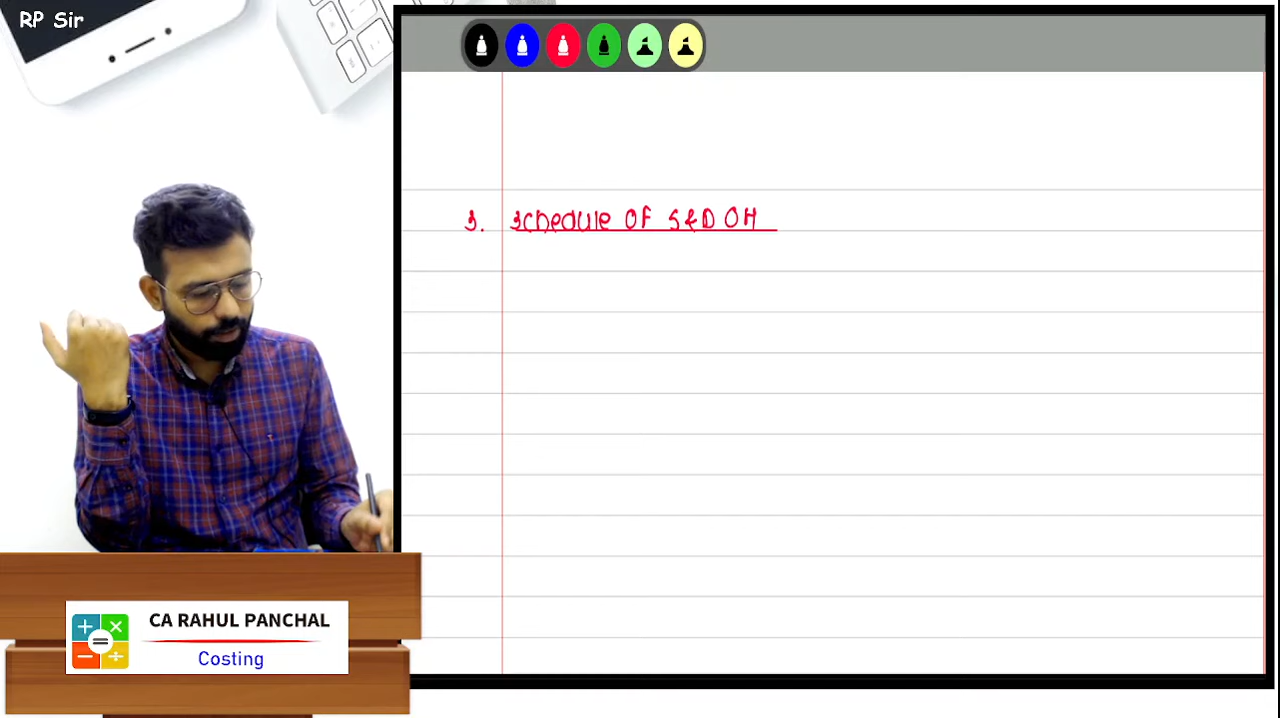 RP Sir
3. Schedule OF S&D OH
CA RAHUL PANCHAL
Costing